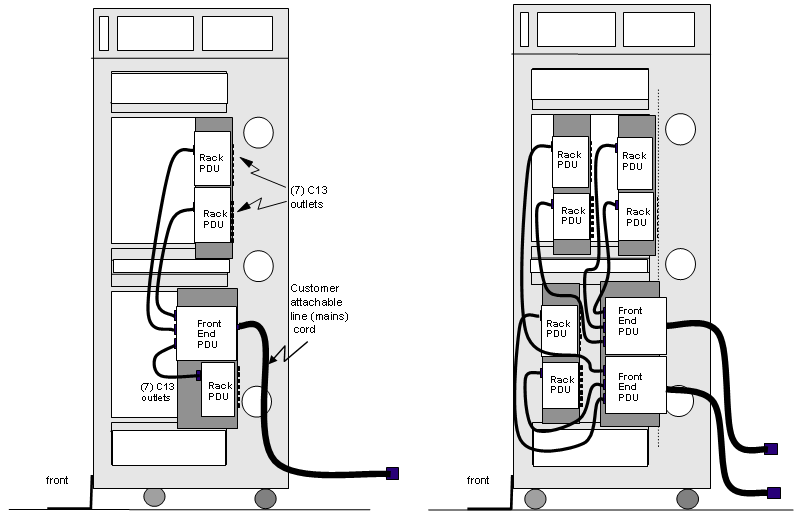 Rack
PDU
Rack
PDU
(7) C13
outlets
Customer
attachable
line (mains)
cord
Front
End
PDU
(7) C13
outlets
Rack
PDU
front
Rack
PDU
Rack
PDU
Rack
PDU
Rack
PDU
Rack
PDU
Front
End
PDU
Rack
PDU
Front
End
PDU
front